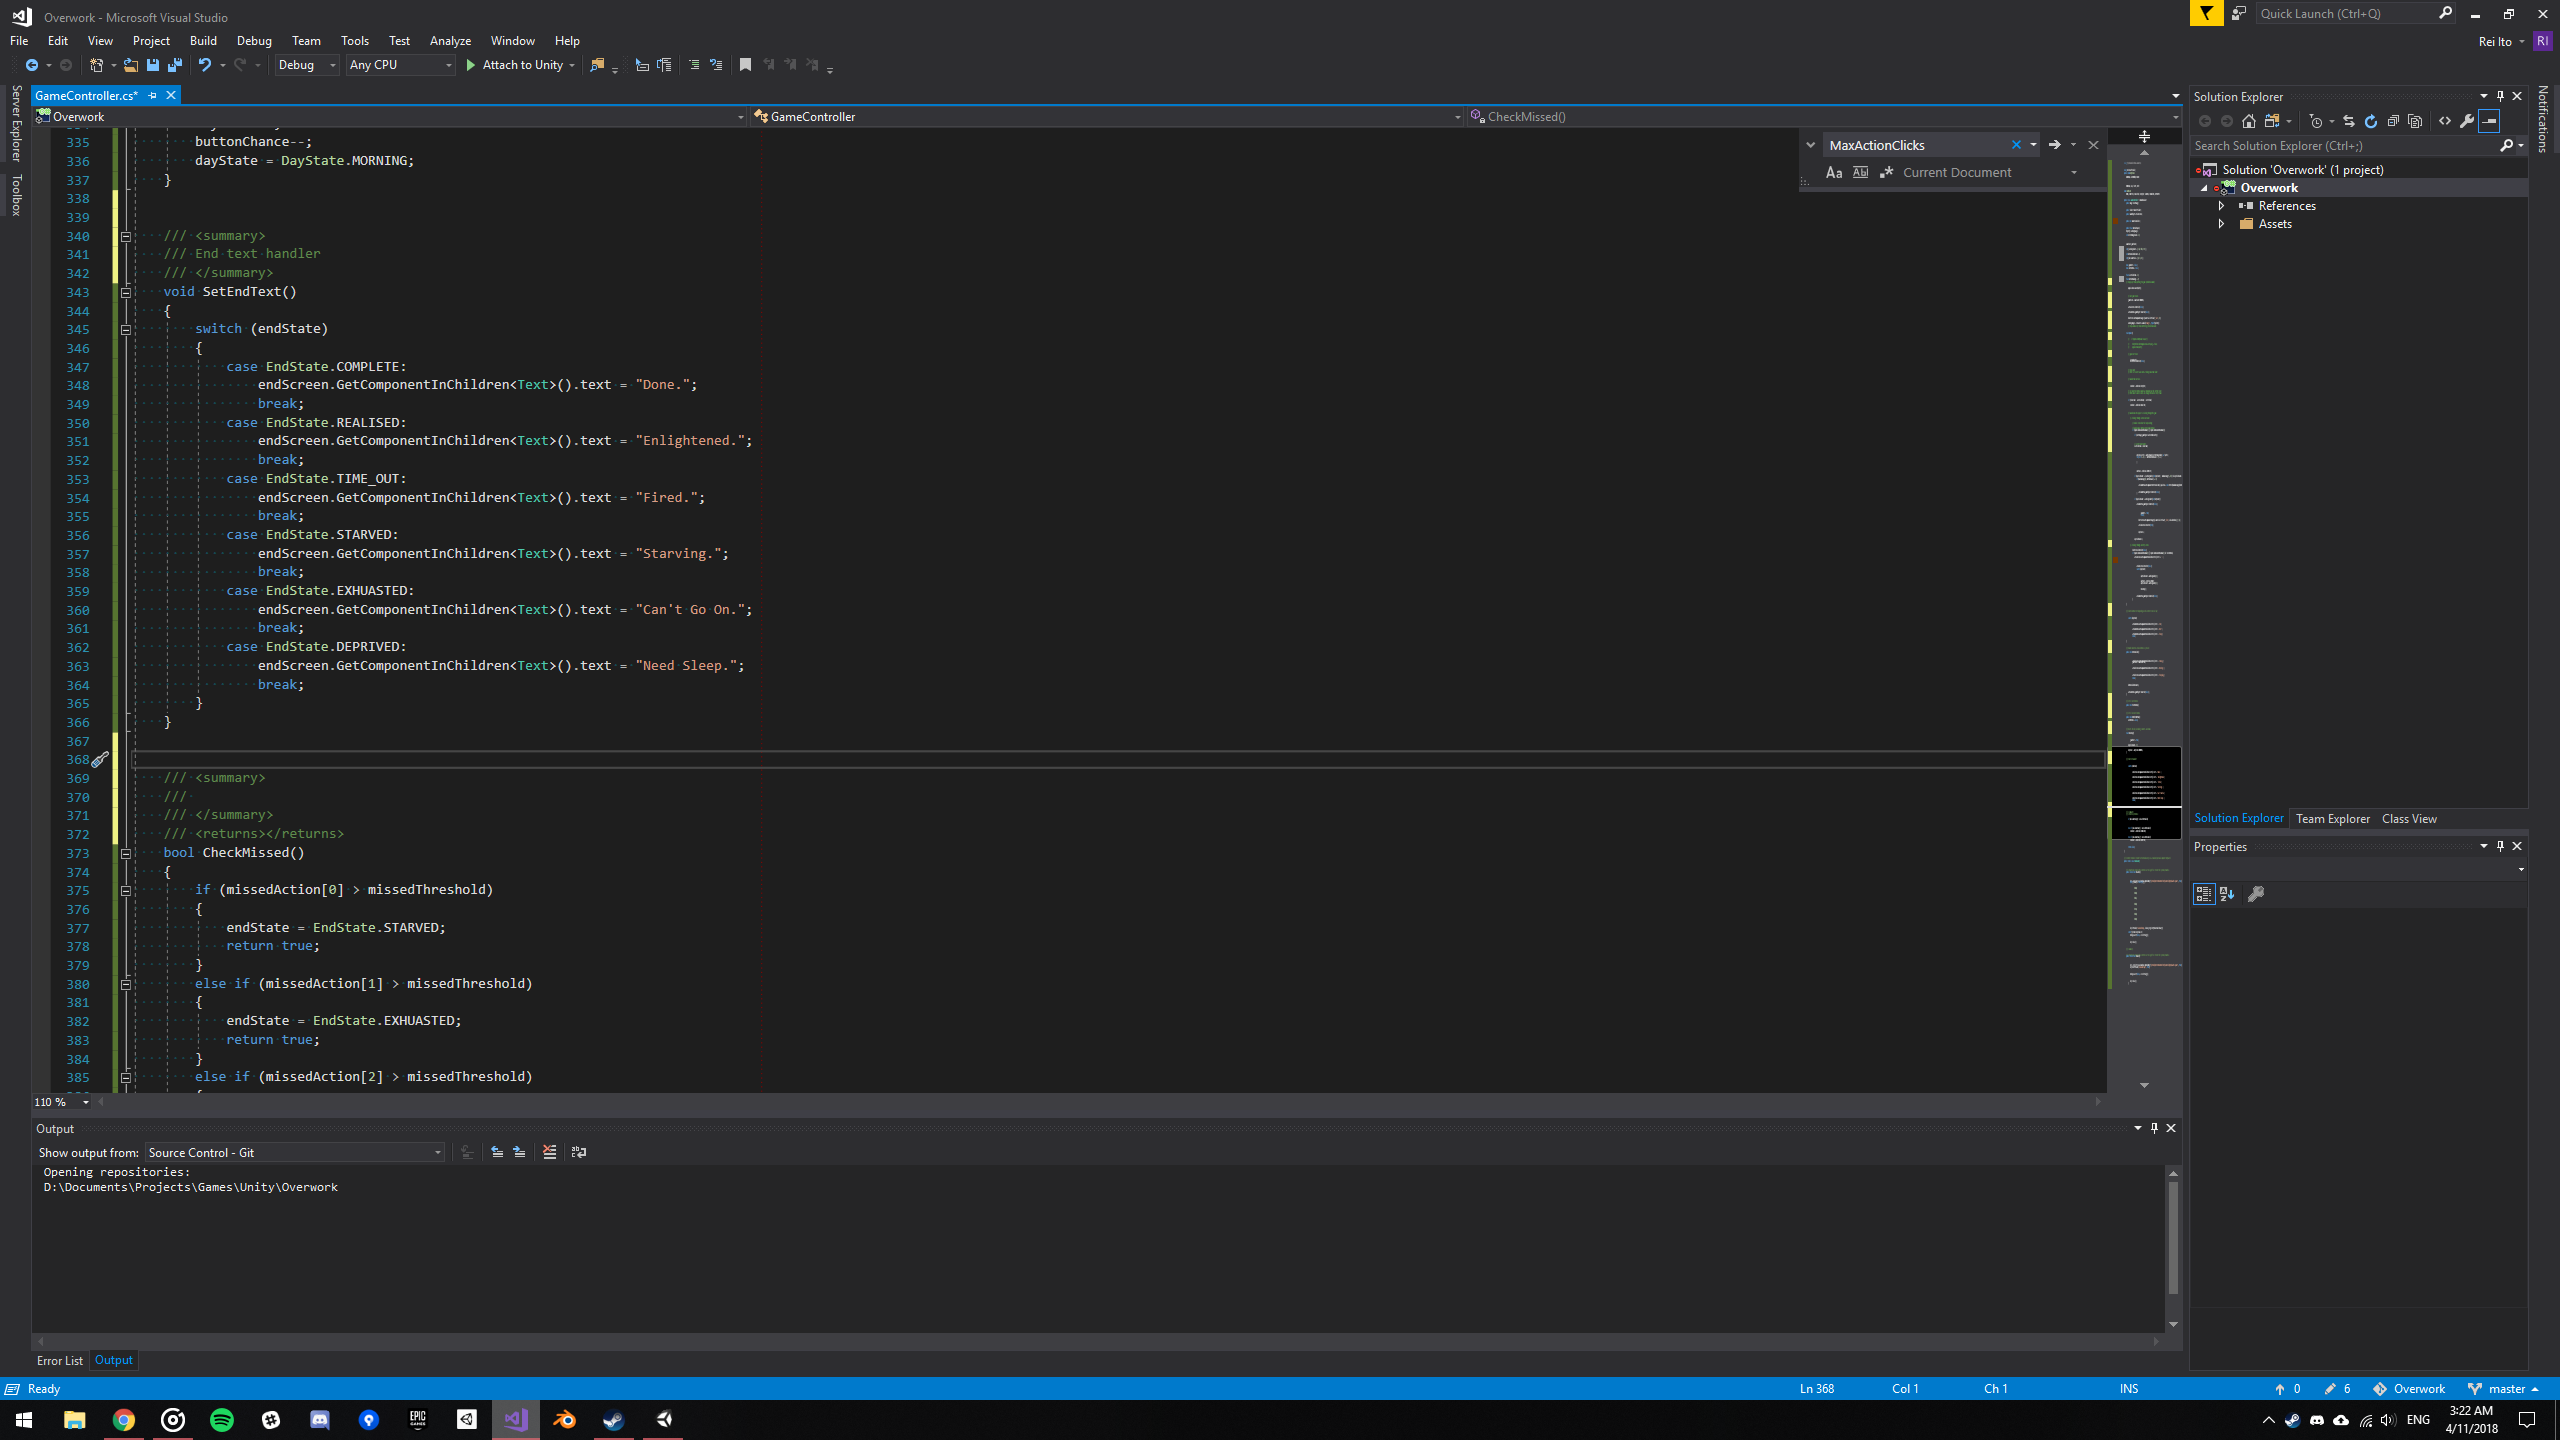 Overwork - Microsoft Visual Studio
Quick Launch (Ctrl+Q)
File Edit View Project Build Debug Team Tools Test Analyze Window Help
Rei Ito RI
Debug Any CPU Attach to Unity
Server Explorer
Toolbox
Notifications
GameController.cs*
Overwork GameController CheckMissed()
MaxActionClicks
Aa Ab Current Document
335 buttonChance--;
336 dayState = DayState.MORNING;
337 }
338
339
340 /// <summary>
341 /// End text handler
342 /// </summary>
343 void SetEndText()
344 {
345 switch (endState)
346 {
347 case EndState.COMPLETE:
348 endScreen.GetComponentInChildren<Text>().text = "Done.";
349 break;
350 case EndState.REALISED:
351 endScreen.GetComponentInChildren<Text>().text = "Enlightened.";
352 break;
353 case EndState.TIME_OUT:
354 endScreen.GetComponentInChildren<Text>().text = "Fired.";
355 break;
356 case EndState.STARVED:
357 endScreen.GetComponentInChildren<Text>().text = "Starving.";
358 break;
359 case EndState.EXHUASTED:
360 endScreen.GetComponentInChildren<Text>().text = "Can't Go On.";
361 break;
362 case EndState.DEPRIVED:
363 endScreen.GetComponentInChildren<Text>().text = "Need Sleep.";
364 break;
365 }
366 }
367
368
369 /// <summary>
370 ///
371 /// </summary>
372 /// <returns></returns>
373 bool CheckMissed()
374 {
375 if (missedAction[0] > missedThreshold)
376 {
377 endState = EndState.STARVED;
378 return true;
379 }
380 else if (missedAction[1] > missedThreshold)
381 {
382 endState = EndState.EXHUASTED;
383 return true;
384 }
385 else if (missedAction[2] > missedThreshold)
110 %
Solution Explorer
Search Solution Explorer (Ctrl+;)
Solution 'Overwork' (1 project)
Overwork
References
Assets
Solution Explorer Team Explorer Class View
Properties
Output
Show output from: Source Control - Git
Opening repositories:
D:\Documents\Projects\Games\Unity\Overwork
Error List Output
Ready Ln 368 Col 1 Ch 1 INS 0 6 Overwork master
EPIC GAMES
ENG
3:22 AM
4/11/2018